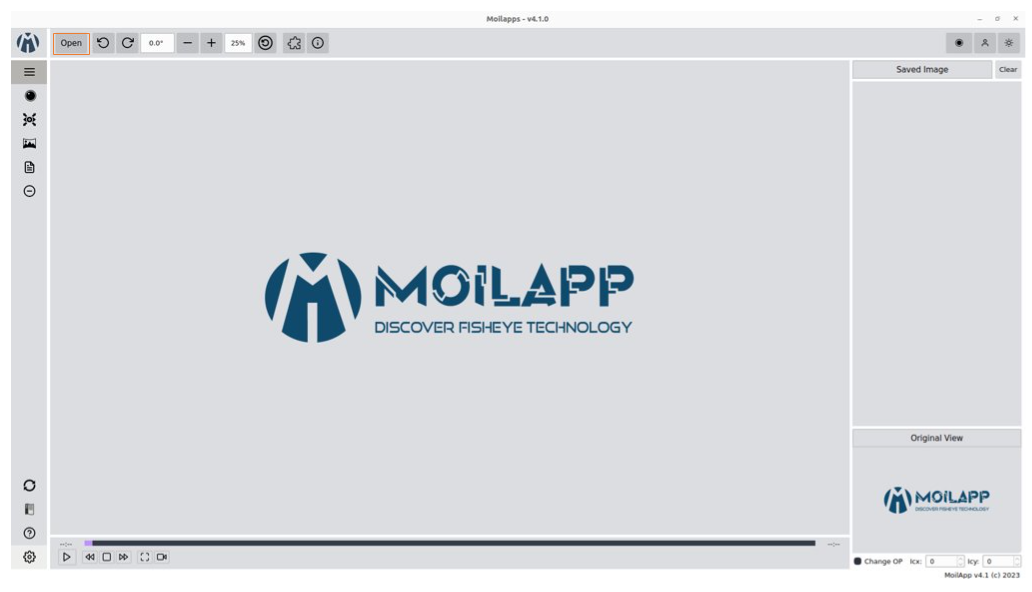 Moilapps - v4.1.0
Open 0.0° 25%
Saved Image Clear
MOILAPP
DISCOVER FISHEYE TECHNOLOGY
Original View
MOILAPP
DISCOVER FISHEYE TECHNOLOGY
--:-- --:--
Change OP Icx: 0 Icy: 0
MoilApp v4.1 (c) 2023